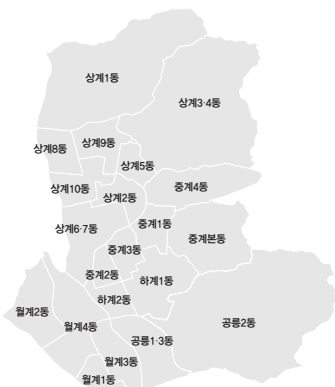 상계1동
상계3·4동
상계8동
상계9동
상계5동
상계10동
상계2동
중계4동
상계6·7동
중계1동
중계본동
중계3동
중계2동
하계1동
하계2동
월계2동
월계4동
공릉1·3동
공릉2동
월계3동
월계1동